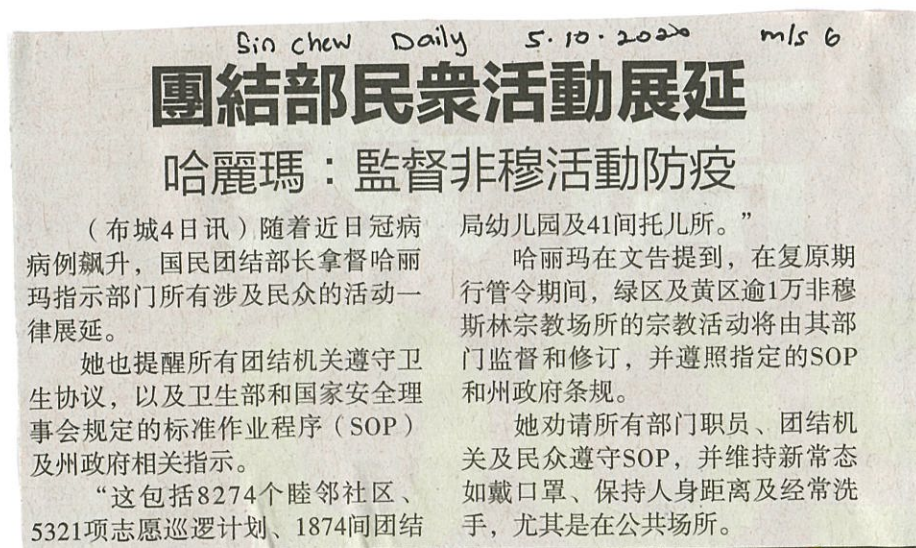 Sin Chew Daily 5.10.2020 m/s 6
團結部民衆活動展延
哈麗瑪：監督非穆活動防疫
（布城4日讯）随着近日冠病
病例飙升，国民团结部长拿督哈丽
玛指示部门所有涉及民众的活动一
律展延。
她也提醒所有团结机关遵守卫
生协议，以及卫生部和国家安全理
事会规定的标准作业程序（SOP）
及州政府相关指示。
“这包括8274个睦邻社区、
5321项志愿巡逻计划、1874间团结
局幼儿园及41间托儿所。”
哈丽玛在文告提到，在复原期
行管令期间，绿区及黄区逾1万非穆
斯林宗教场所的宗教活动将由其部
门监督和修订，并遵照指定的SOP
和州政府条规。
她劝请所有部门职员、团结机
关及民众遵守SOP，并维持新常态
如戴口罩、保持人身距离及经常洗
手，尤其是在公共场所。